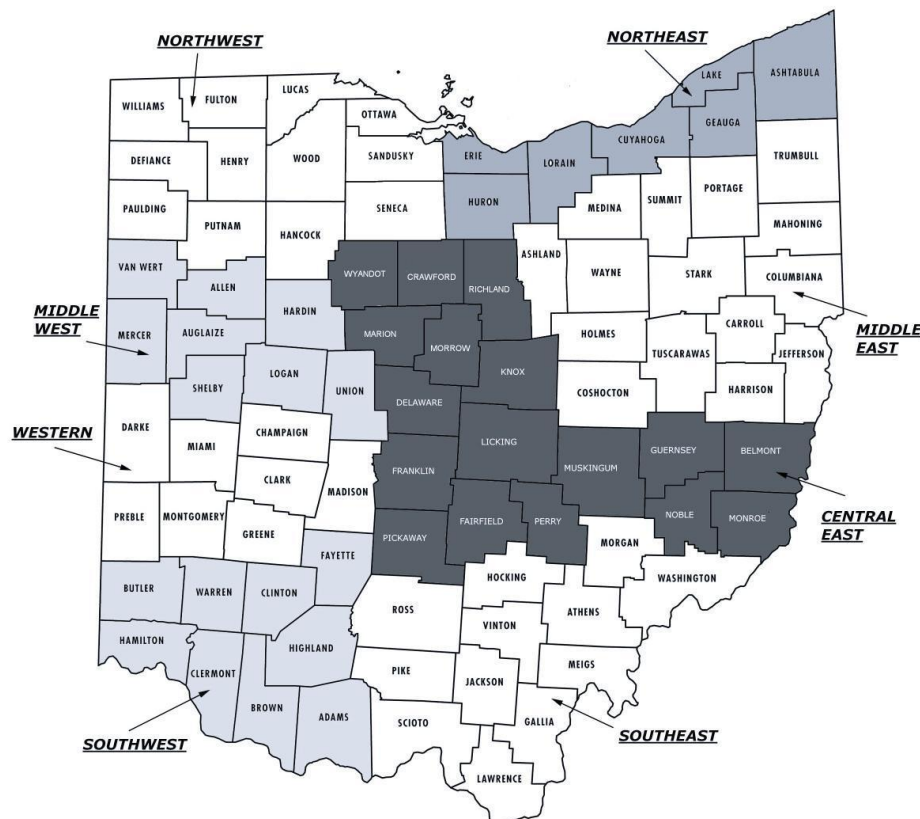 NORTHWEST
NORTHEAST
LAKE
ASHTABULA
LUCAS
FULTON
WILLIAMS
OTTAWA
GEAUGA
CUYAHOGA
ERIE
SANDUSKY
LORAIN
DEFIANCE
HENRY
WOOD
TRUMBULL
PORTAGE
SUMMIT
MEDINA
HURON
SENECA
PAULDING
PUTNAM
HANCOCK
MAHONING
ASHLAND
WAYNE
STARK
COLUMBIANA
VAN WERT
ALLEN
WYANDOT
CRAWFORD
RICHLAND
MIDDLE
WEST
HARDIN
MERCER
AUGLAIZE
MARION
MORROW
HOLMES
CARROLL
MIDDLE
EAST
TUSCARAWAS
JEFFERSON
LOGAN
SHELBY
UNION
KNOX
HARRISON
DELAWARE
COSHOCTON
WESTERN
DARKE
CHAMPAIGN
MIAMI
LICKING
GUERNSEY
BELMONT
MUSKINGUM
FRANKLIN
CLARK
MADISON
PREBLE
MONTGOMERY
GREENE
FAIRFIELD
PERRY
NOBLE
MONROE
CENTRAL
EAST
PICKAWAY
MORGAN
FAYETTE
WASHINGTON
HOCKING
BUTLER
WARREN
CLINTON
ROSS
ATHENS
VINTON
HAMILTON
HIGHLAND
CLERMONT
PIKE
JACKSON
MEIGS
BROWN
ADAMS
SCIOTO
GALLIA
SOUTHWEST
SOUTHEAST
LAWRENCE